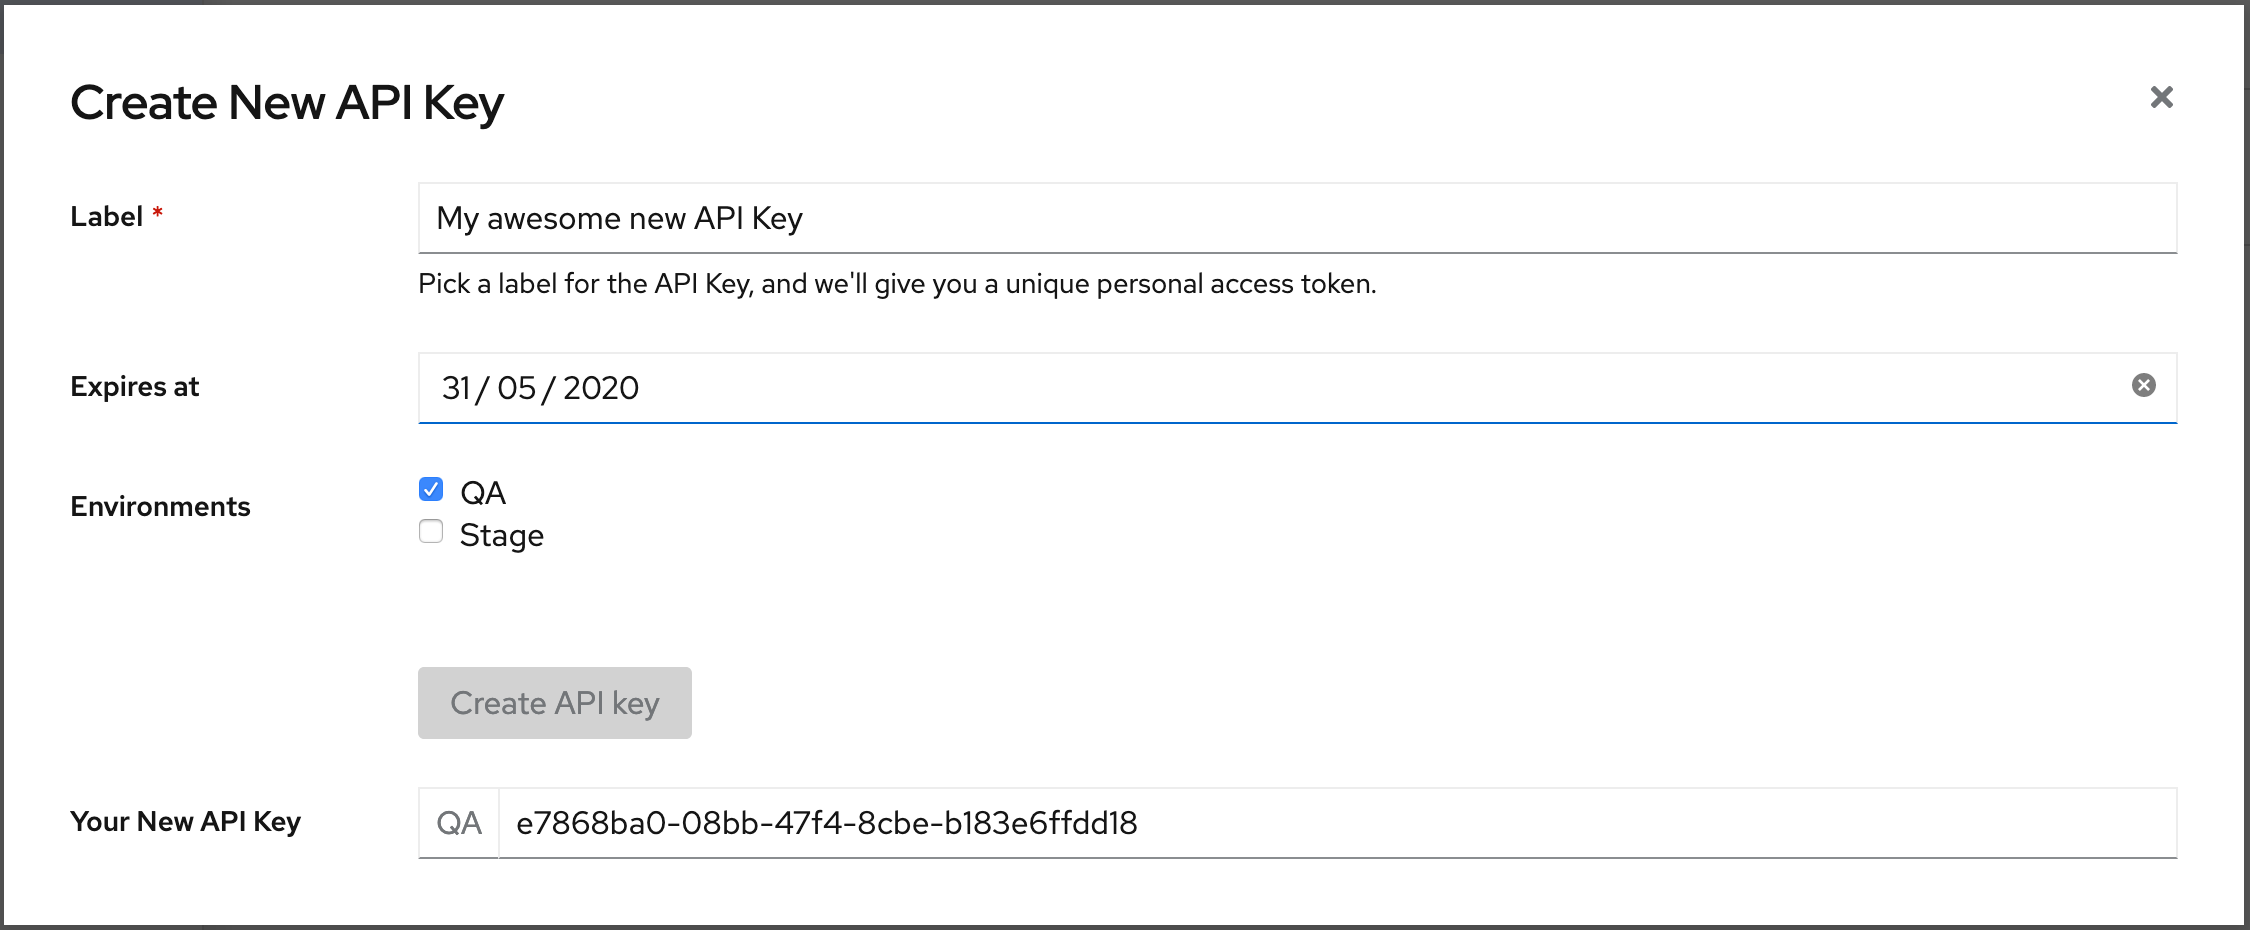 Create New API Key
Label *
My awesome new API Key
Pick a label for the API Key, and we'll give you a unique personal access token.
Expires at
31 / 05 / 2020
Environments
QA
Stage
Create API key
Your New API Key
QA
e7868ba0-08bb-47f4-8cbe-b183e6ffdd18